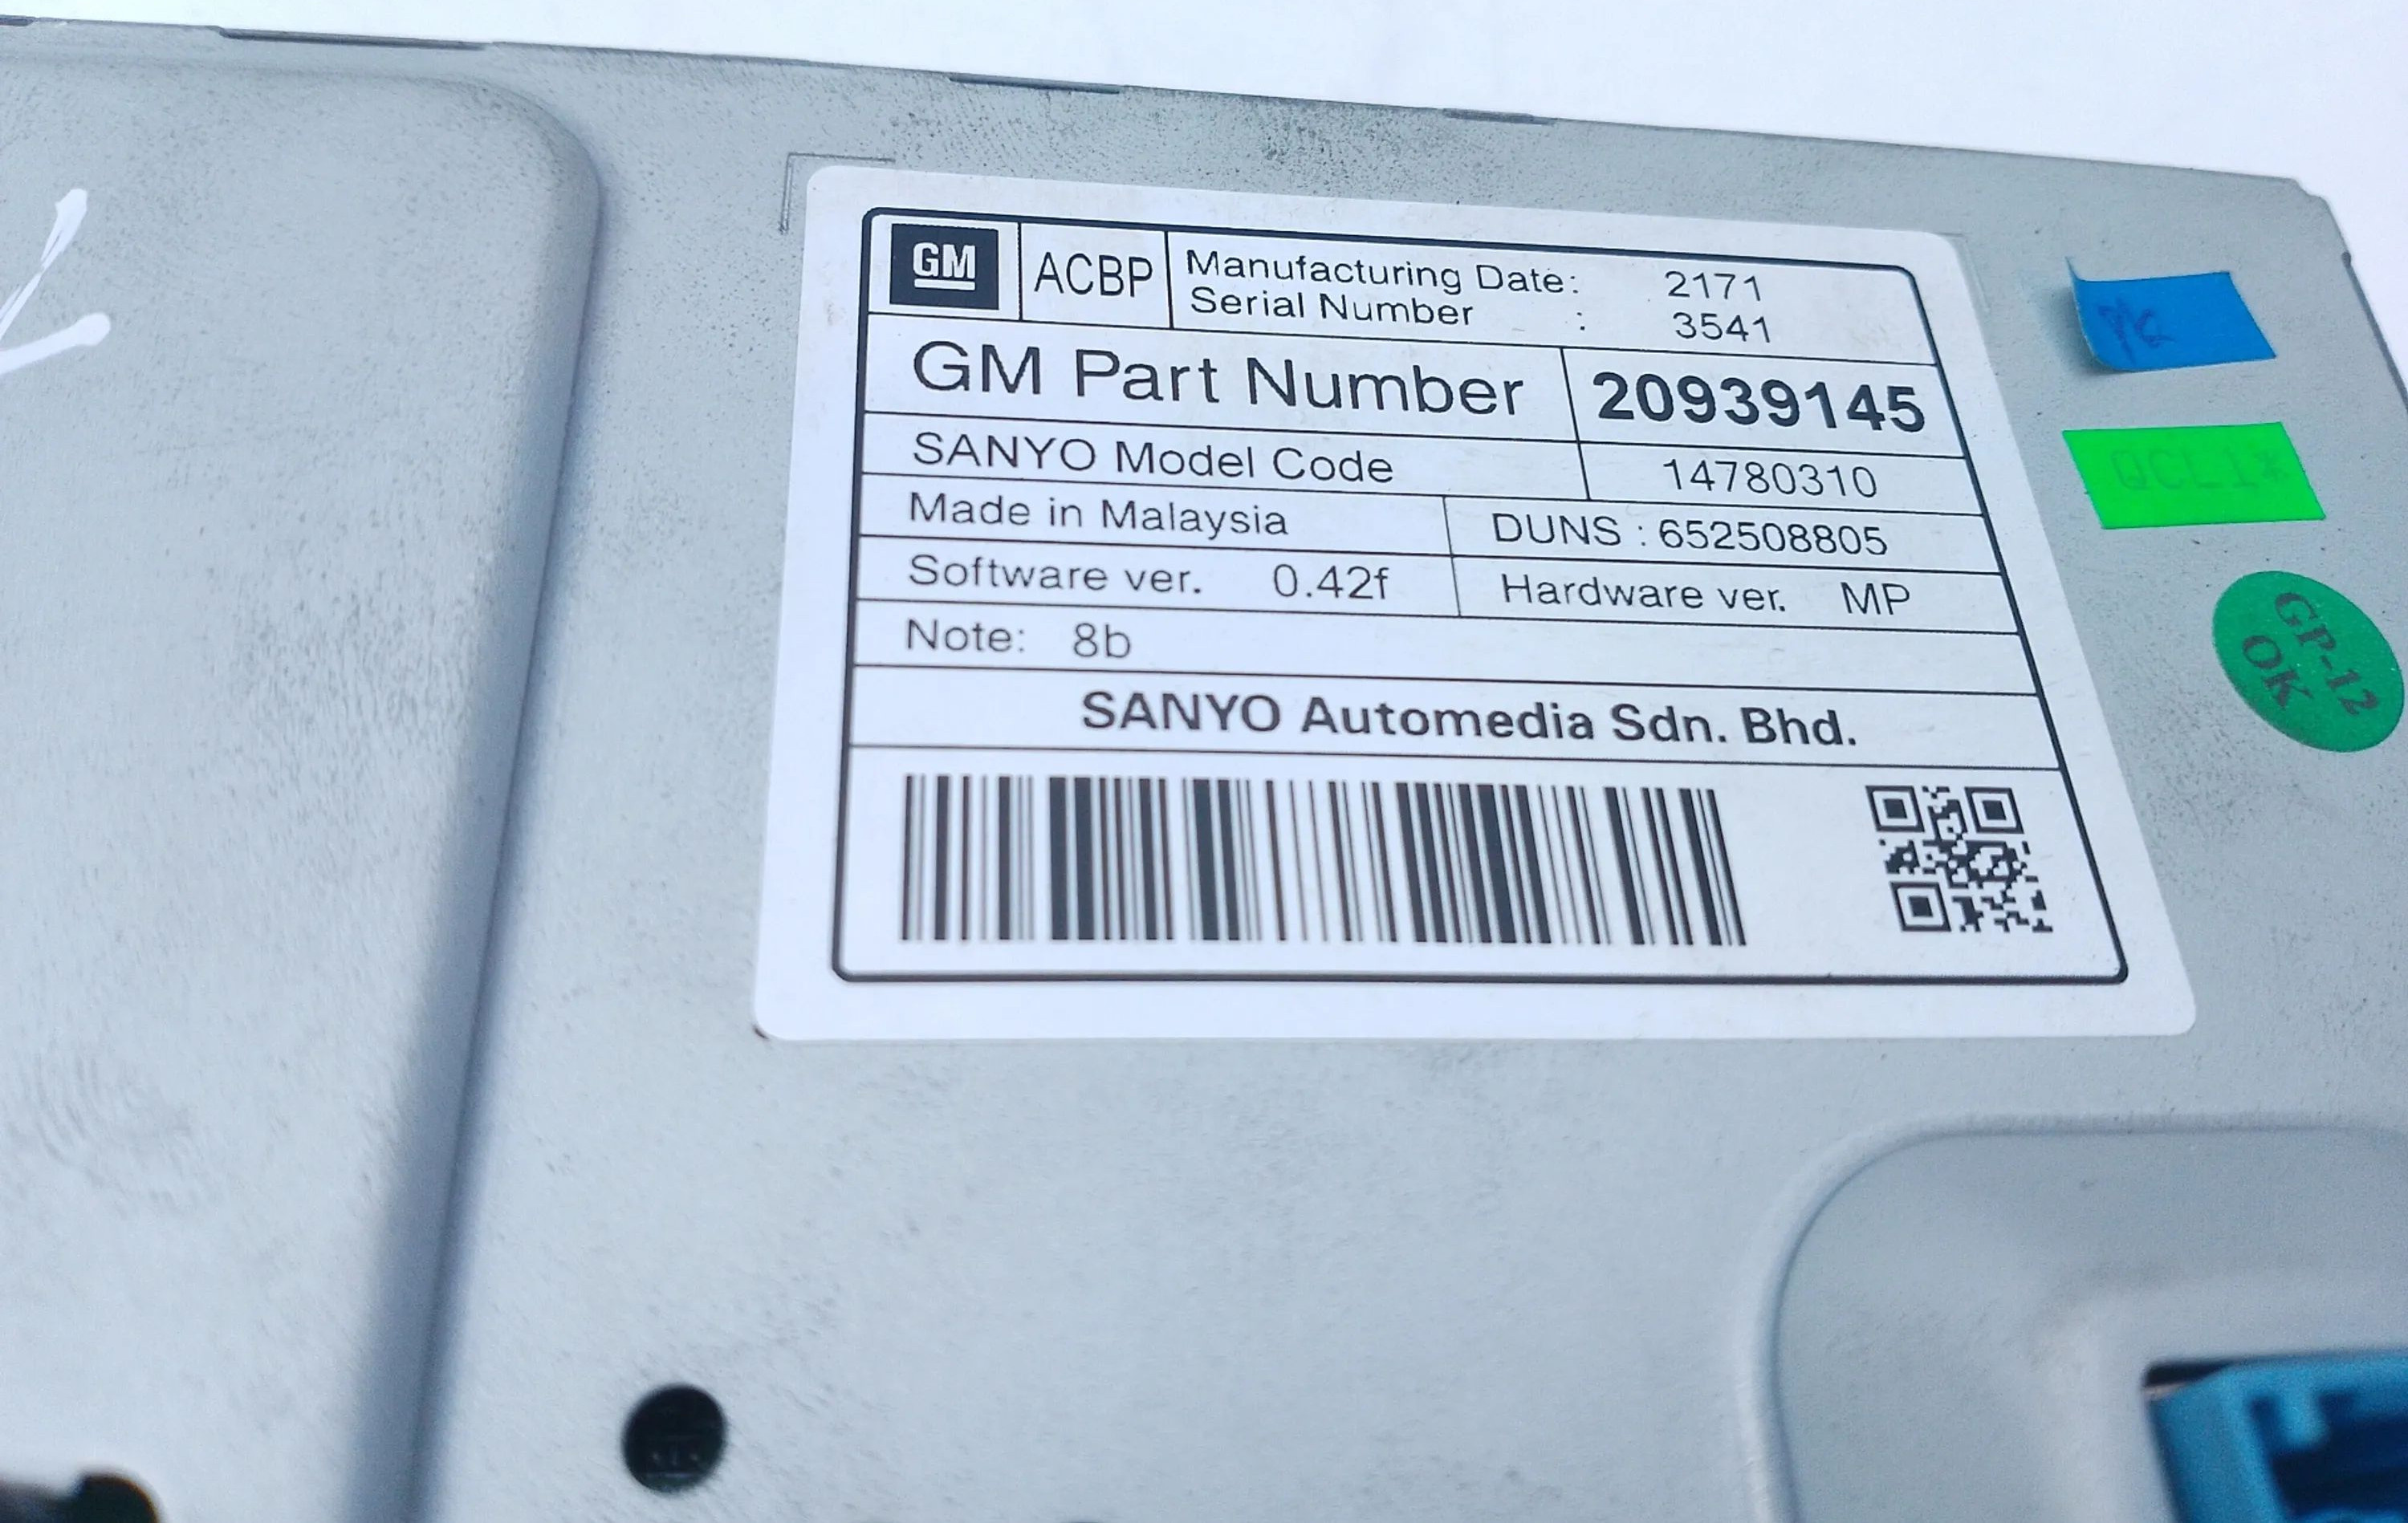 GM
ACBP
Manufacturing Date: 2171
Serial Number : 3541
GM Part Number 20939145
SANYO Model Code 14780310
Made in Malaysia DUNS : 652508805
Software ver. 0.42f Hardware ver. MP
Note: 8b
SANYO Automedia Sdn. Bhd.
QCL1*
GP-12
OK